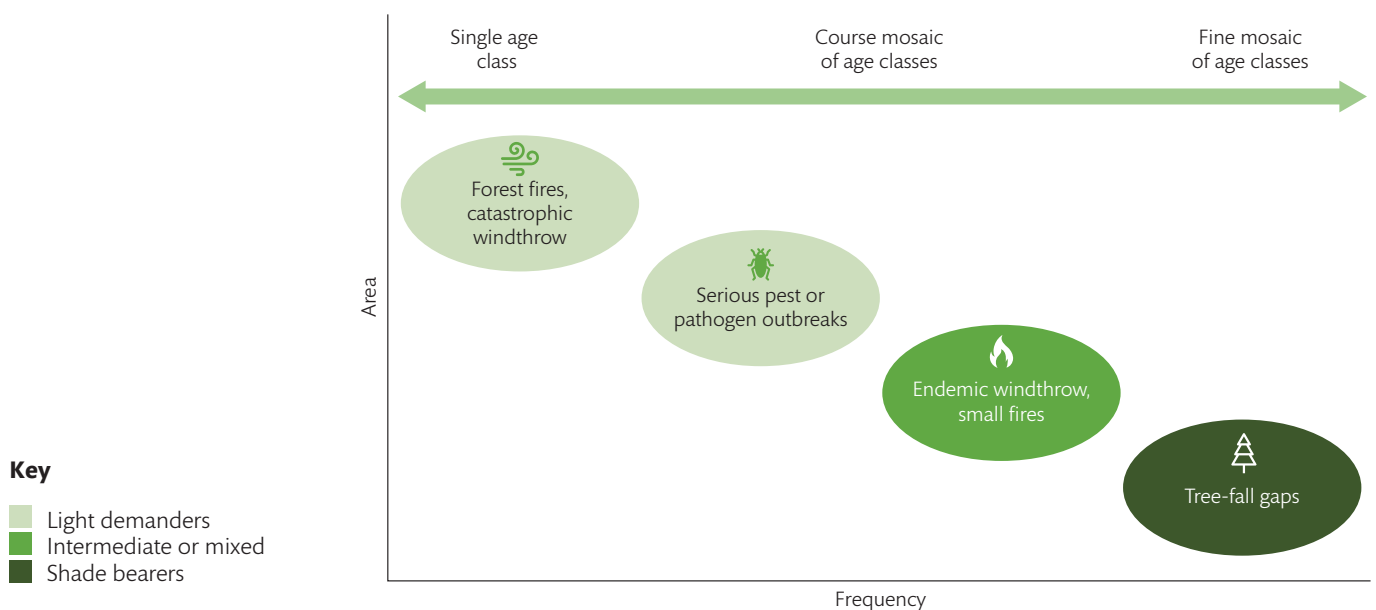 Single age
class
Course mosaic
of age classes
Fine mosaic
of age classes
Forest fires,
catastrophic
windthrow
Serious pest or
pathogen outbreaks
Endemic windthrow,
small fires
Tree-fall gaps
Area
Frequency
Key
Light demanders
Intermediate or mixed
Shade bearers